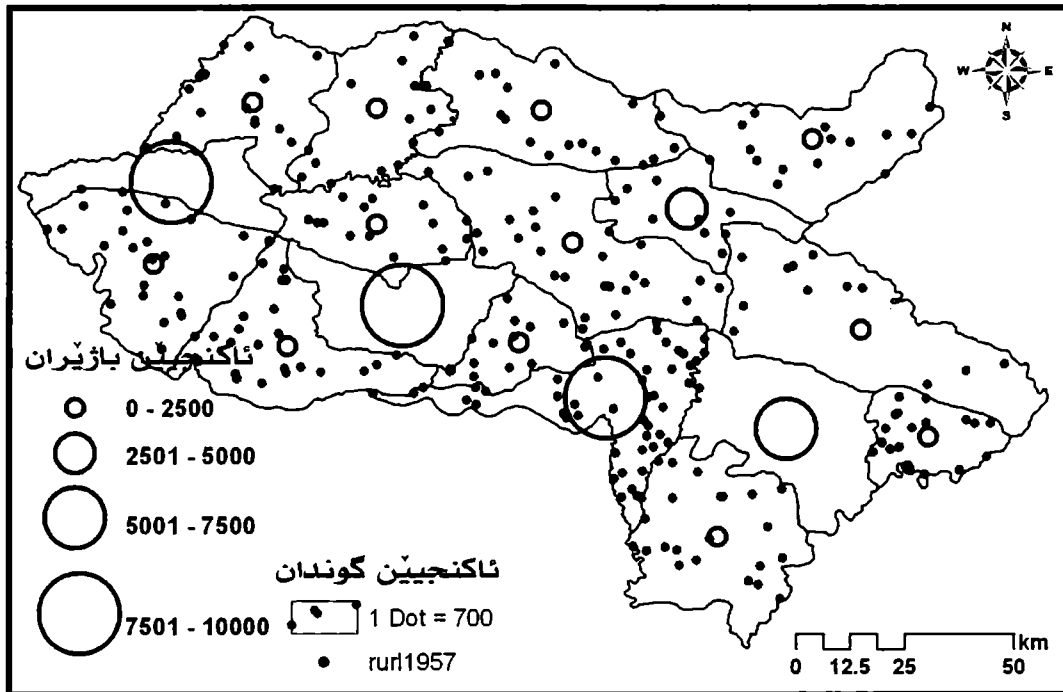 N
W E
S
ئاکنجیێن باژێران
0 - 2500
2501 - 5000
5001 - 7500
7501 - 10000
ئاکنجیێن گوندان
1 Dot = 700
rurl1957
km
0 12.5 25 50